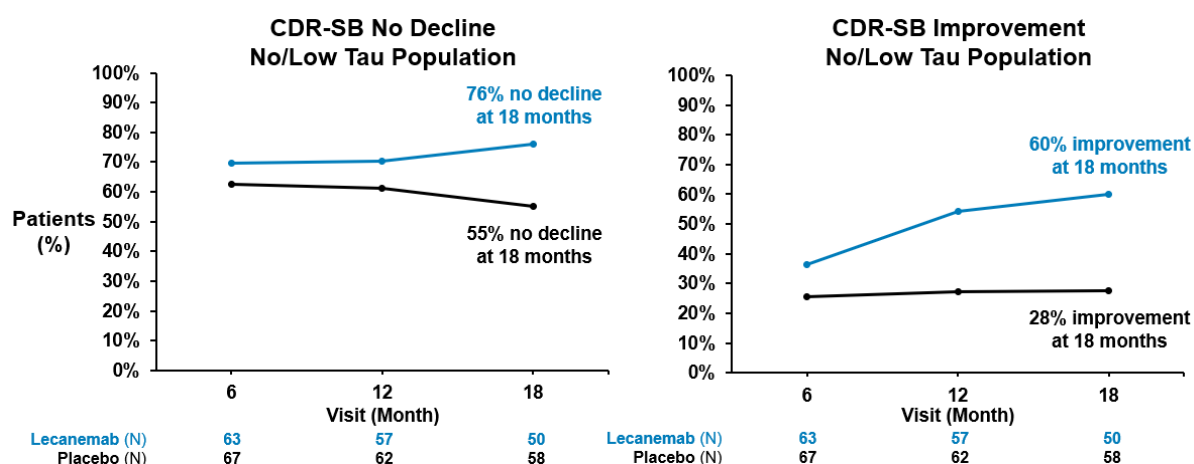 CDR-SB No Decline
No/Low Tau Population
100%
90%
80%
70%
60%
50%
40%
30%
20%
10%
0%
Patients
(%)
76% no decline
at 18 months
55% no decline
at 18 months
6 12 18
Visit (Month)
Lecanemab (N) 63 57 50
Placebo (N) 67 62 58
CDR-SB Improvement
No/Low Tau Population
100%
90%
80%
70%
60%
50%
40%
30%
20%
10%
0%
60% improvement
at 18 months
28% improvement
at 18 months
6 12 18
Visit (Month)
Lecanemab (N) 63 57 50
Placebo (N) 67 62 58